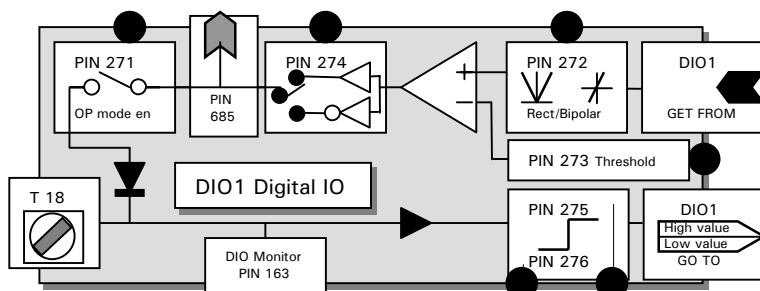 PIN 271
OP mode en
PIN
685
PIN 274
PIN 272
Rect/Bipolar
DIO1
GET FROM
PIN 273 Threshold
T 18
DIO1 Digital IO
DIO Monitor
PIN 163
PIN 275
PIN 276
DIO1
High value
Low value
GO TO